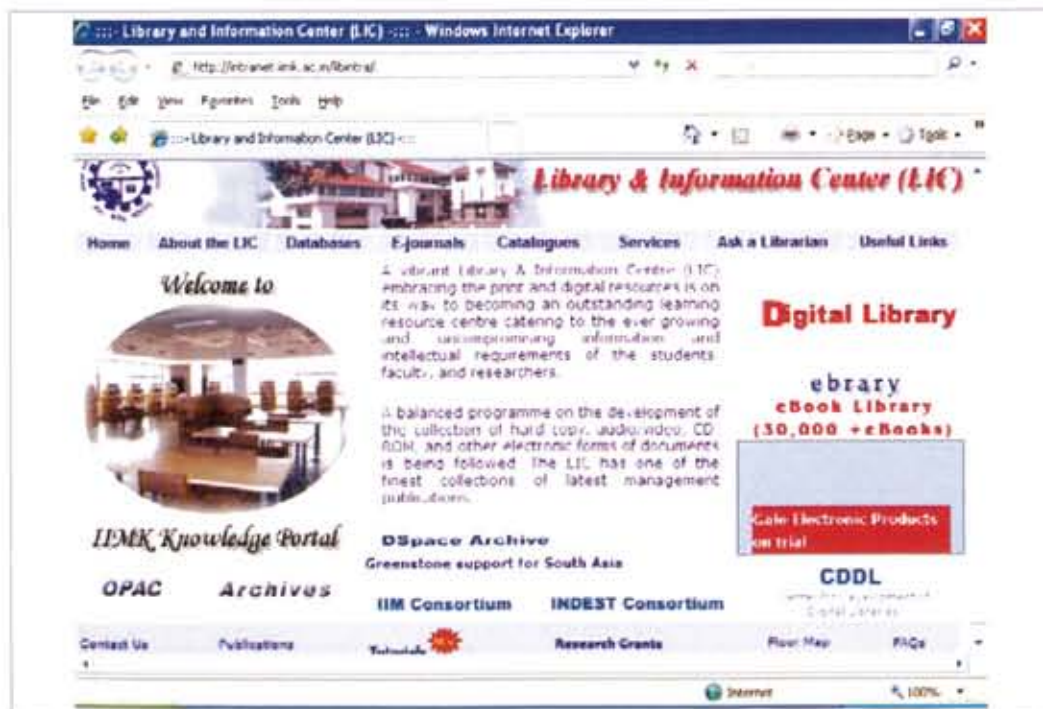 :::- Library and Information Center (LIC) -::: - Windows Internet Explorer
File Edit View Favorites Tools Help
:::- Library and Information Center (LIC) -:::
Page Tools
Library & Information Center (LIC)
Home About the LIC Databases E-journals Catalogues Services Ask a Librarian Useful Links
Welcome to
IIMK Knowledge Portal
OPAC Archives
A vibrant Library & Information Centre (LIC)
embracing the print and digital resources is on
its way to becoming an outstanding learning
resource centre catering to the ever growing
and uncompromising information and
intellectual requirements of the students,
faculty, and researchers.
A balanced programme on the development of
the collection of hard copy, audio/video, CD-
ROM, and other electronic forms of documents
is being followed. The LIC has one of the
finest collections of latest management
publications.
DSpace Archive
Greenstone support for South Asia
IIM Consortium INDEST Consortium
Digital Library
ebrary
eBook Library
(30,000 +eBooks)
Gale Electronic Products
on trial
CDDL
Digital Libraries
Contact Us Publications Tutorials Research Grants Floor Map FAQs
Internet 100%